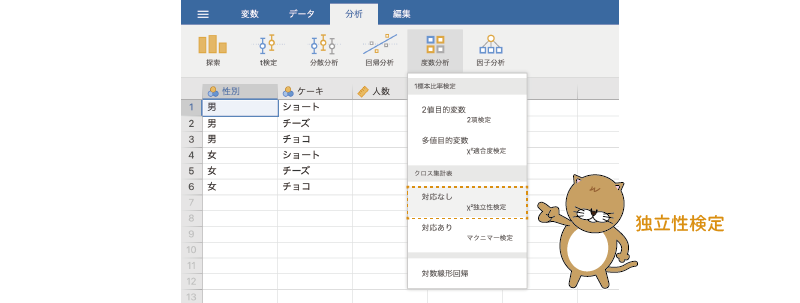 変数 データ 分析 編集
探索 t検定 分散分析 回帰分析 度数分析 因子分析
1標本比率検定
2値目的変数
2項検定
多値目的変数
χ²適合度検定
クロス集計表
対応なし
χ²独立性検定
対応あり
マクニマー検定
対数線形回帰
性別 ケーキ 人数
1 男 ショート
2 男 チーズ
3 男 チョコ
4 女 ショート
5 女 チーズ
6 女 チョコ
7
8
9
10
11
12
13
独立性検定